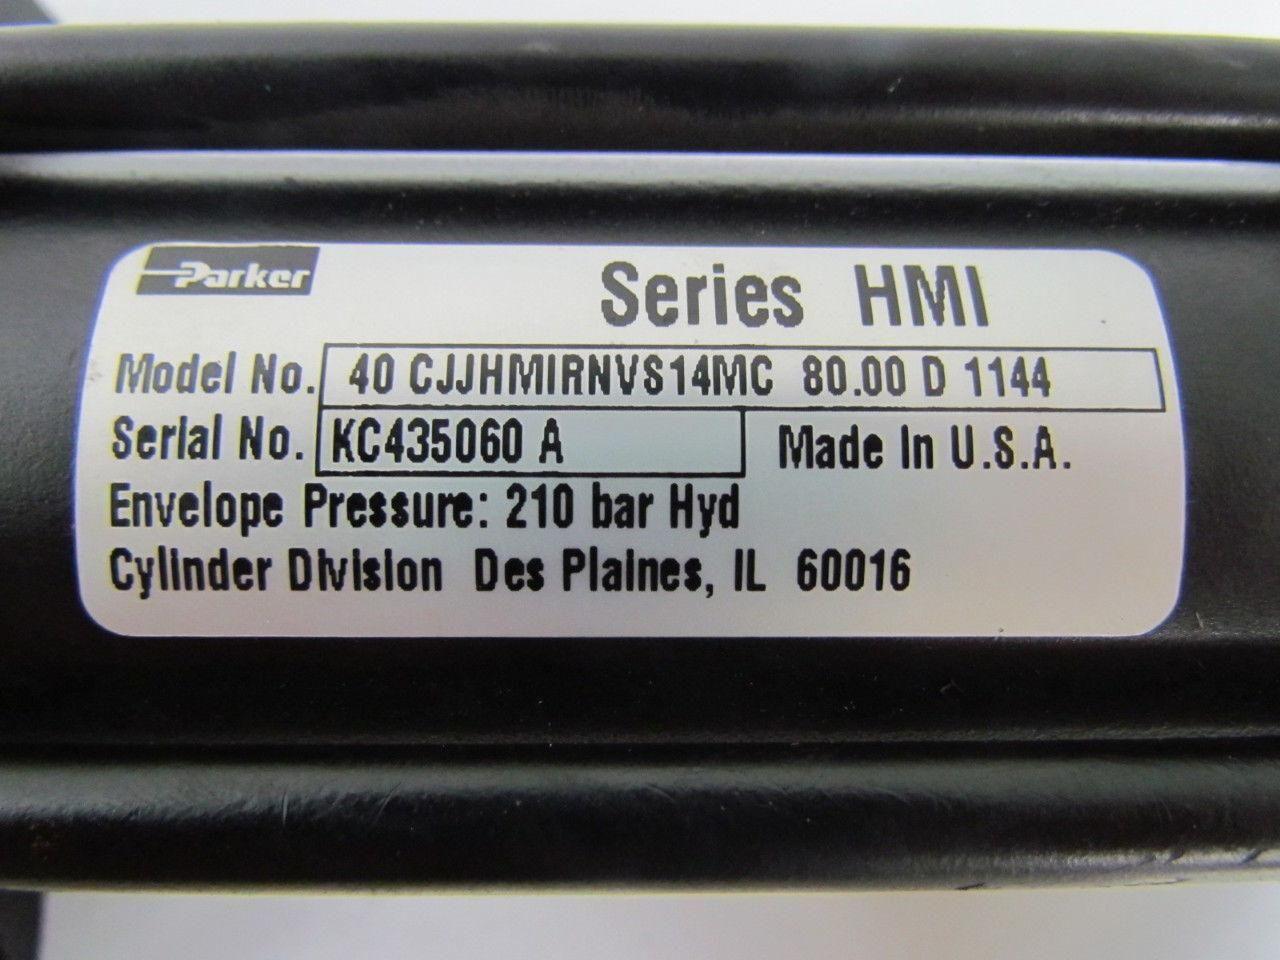 Parker
Series HMI
Model No. 40 CJJHMIRNVS14MC 80.00 D 1144
Serial No. KC435060 A Made In U.S.A.
Envelope Pressure: 210 bar Hyd
Cylinder Division Des Plaines, IL 60016